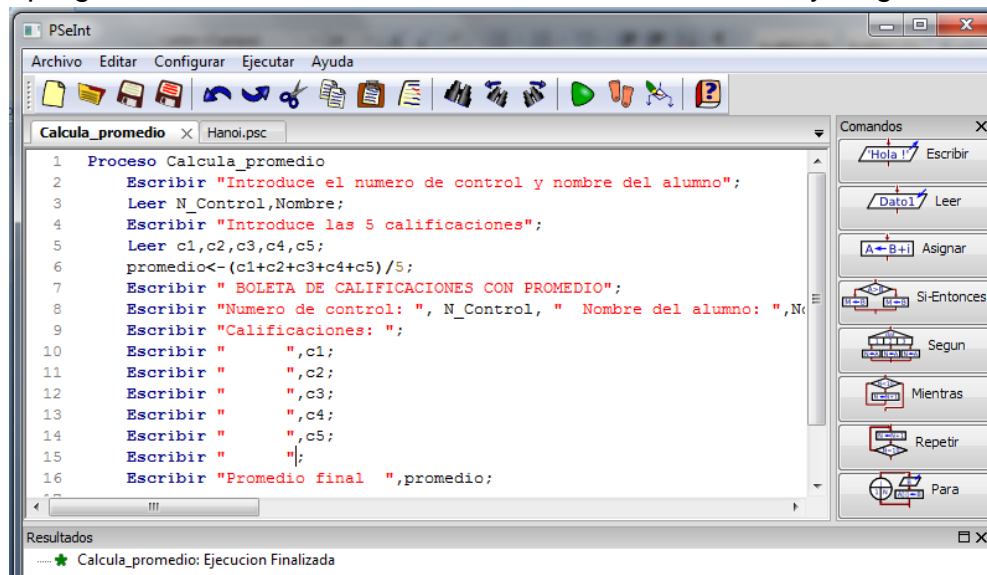 PSeInt
Archivo Editar Configurar Ejecutar Ayuda
Calcula_promedio Hanoi.psc
Comandos
1 Proceso Calcula_promedio
2 Escribir "Introduce el numero de control y nombre del alumno";
3 Leer N_Control,Nombre;
4 Escribir "Introduce las 5 calificaciones";
5 Leer c1,c2,c3,c4,c5;
6 promedio<-(c1+c2+c3+c4+c5)/5;
7 Escribir " BOLETA DE CALIFICACIONES CON PROMEDIO";
8 Escribir "Numero de control: ", N_Control, "  Nombre del alumno: ",
9 Escribir "Calificaciones: ";
10 Escribir "       ",c1;
11 Escribir "       ",c2;
12 Escribir "       ",c3;
13 Escribir "       ",c4;
14 Escribir "       ",c5;
15 Escribir "       ";
16 Escribir "Promedio final  ",promedio;
'Hola !' Escribir
Dato1 Leer
A←B+i Asignar
Si-Entonces
Segun
Mientras
Repetir
Para
Resultados
Calcula_promedio: Ejecucion Finalizada